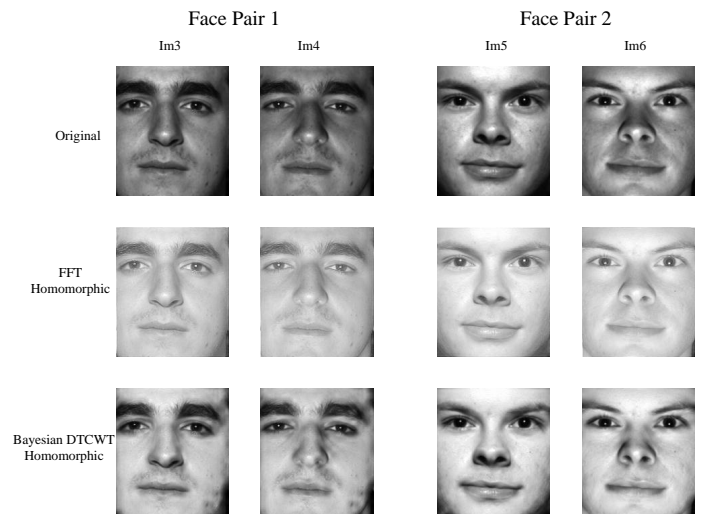 Face Pair 1
Face Pair 2
Im3
Im4
Im5
Im6
Original
FFT
Homomorphic
Bayesian DTCWT
Homomorphic